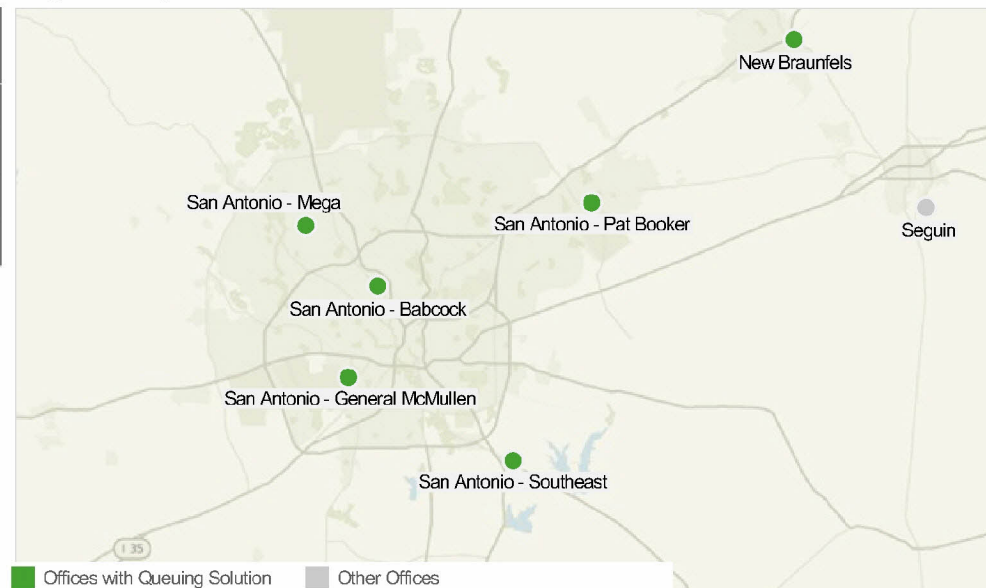 New Braunfels
San Antonio - Mega
San Antonio - Pat Booker
Seguin
San Antonio - Babcock
San Antonio - General McMullen
San Antonio - Southeast
I 35
Offices with Queuing Solution
Other Offices